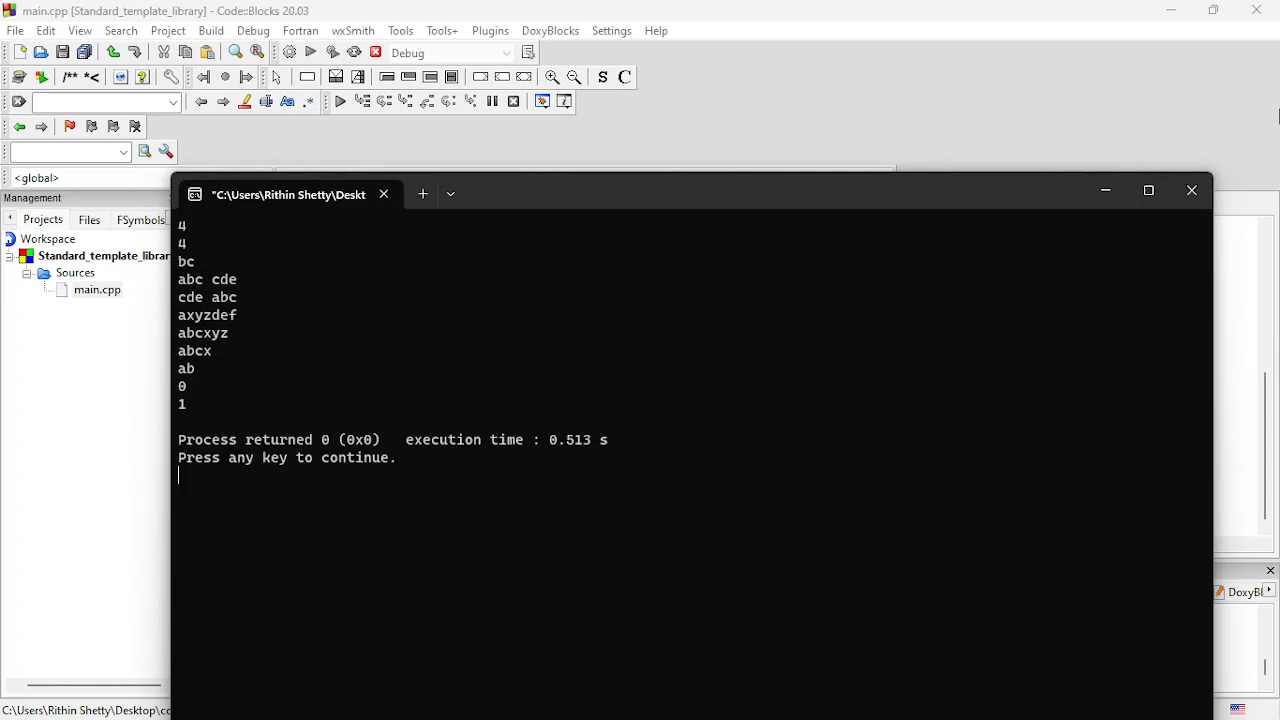 main.cpp [Standard_template_library] - Code::Blocks 20.03
File Edit View Search Project Build Debug Fortran wxSmith Tools Tools+ Plugins DoxyBlocks Settings Help
Debug
/** *<
S C
Aa .*
<global>
Management
"C:\Users\Rithin Shetty\Deskt
Projects Files FSymbols
Workspace
Standard_template_librar
Sources
main.cpp
4
4
bc
abc cde
cde abc
axyzdef
abcxyz
abcx
ab
0
1
Process returned 0 (0x0) execution time : 0.513 s
Press any key to continue.
DoxyBl
C:\Users\Rithin Shetty\Desktop\cc